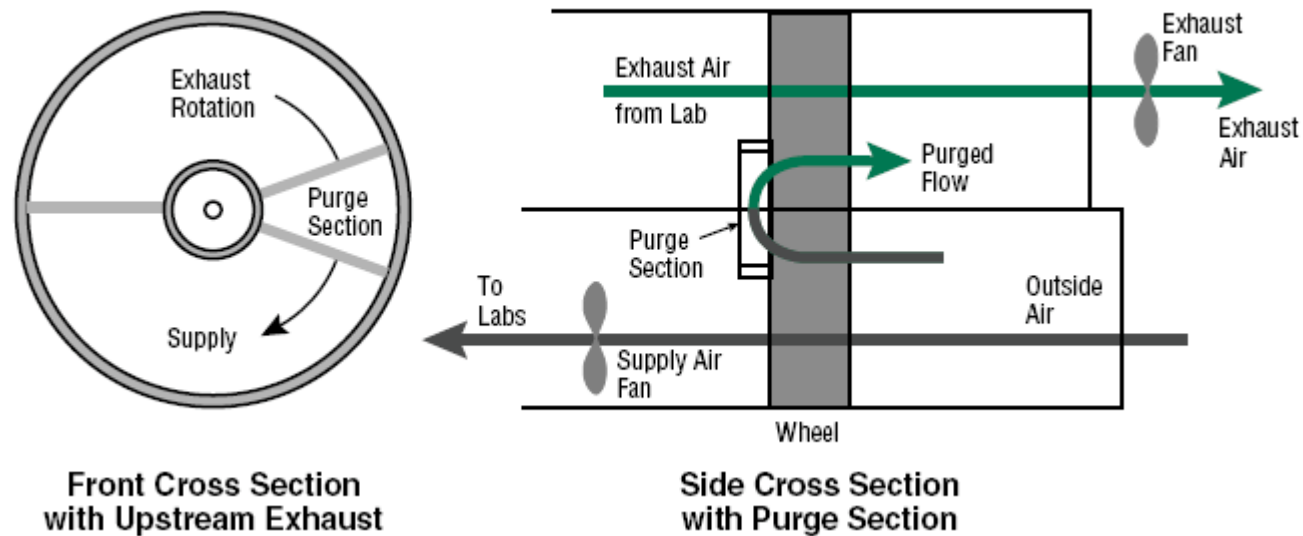 Exhaust
Rotation
Purge
Section
Supply
Front Cross Section
with Upstream Exhaust
Exhaust Air
from Lab
Exhaust
Fan
Exhaust
Air
Purged
Flow
Purge
Section
To
Labs
Outside
Air
Supply Air
Fan
Wheel
Side Cross Section
with Purge Section